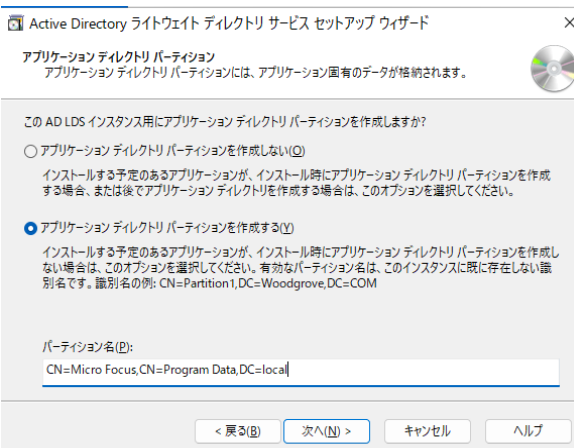 Active Directory ライトウェイト ディレクトリ サービス セットアップ ウィザード
アプリケーション ディレクトリ パーティション
アプリケーション ディレクトリ パーティションには、アプリケーション固有のデータが格納されます。
この AD LDS インスタンス用にアプリケーション ディレクトリ パーティションを作成しますか?
アプリケーション ディレクトリ パーティションを作成しない(O)
インストールする予定のあるアプリケーションが、インストール時にアプリケーション ディレクトリ パーティションを作成
する場合、または後でアプリケーション ディレクトリを作成する場合は、このオプションを選択してください。
アプリケーション ディレクトリ パーティションを作成する(Y)
インストールする予定のあるアプリケーションが、インストール時にアプリケーション ディレクトリ パーティションを作成し
ない場合は、このオプションを選択してください。有効なパーティション名は、このインスタンスに既に存在しない識
別名です。識別名の例: CN=Partition1,DC=Woodgrove,DC=COM
パーティション名(P):
CN=Micro Focus,CN=Program Data,DC=local
< 戻る(B) 次へ(N) > キャンセル ヘルプ